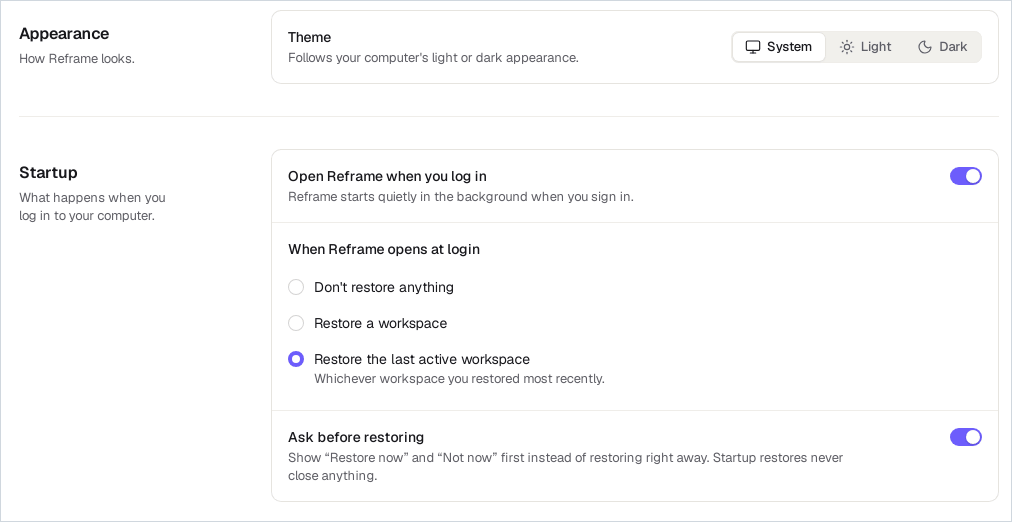 Appearance
How Reframe looks.
Theme
Follows your computer's light or dark appearance.
System
Light
Dark
Startup
What happens when you
log in to your computer.
Open Reframe when you log in
Reframe starts quietly in the background when you sign in.
When Reframe opens at login
Don't restore anything
Restore a workspace
Restore the last active workspace
Whichever workspace you restored most recently.
Ask before restoring
Show “Restore now” and “Not now” first instead of restoring right away. Startup restores never
close anything.